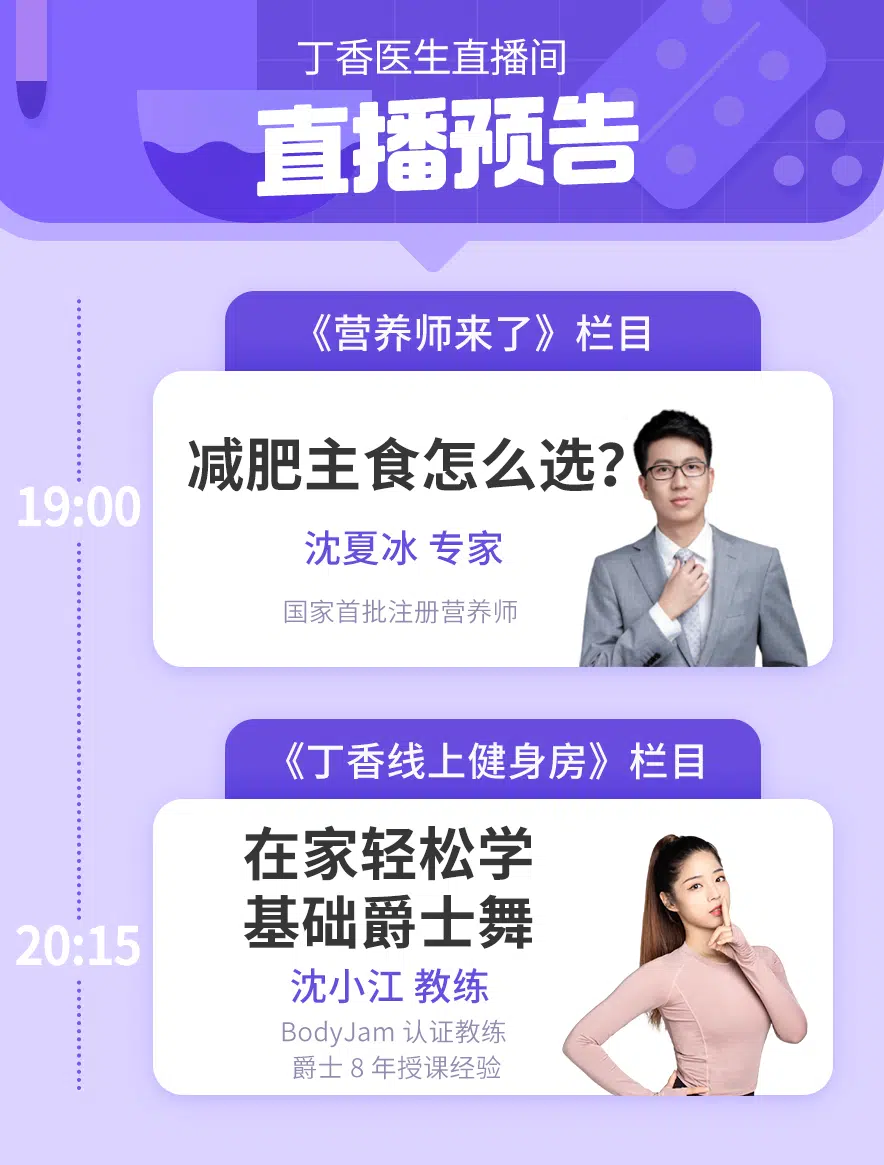 丁香医生直播间
直播预告
《营养师来了》栏目
19:00
减肥主食怎么选?
沈夏冰 专家
国家首批注册营养师
《丁香线上健身房》栏目
20:15
在家轻松学
基础爵士舞
沈小江 教练
BodyJam 认证教练
爵士 8 年授课经验